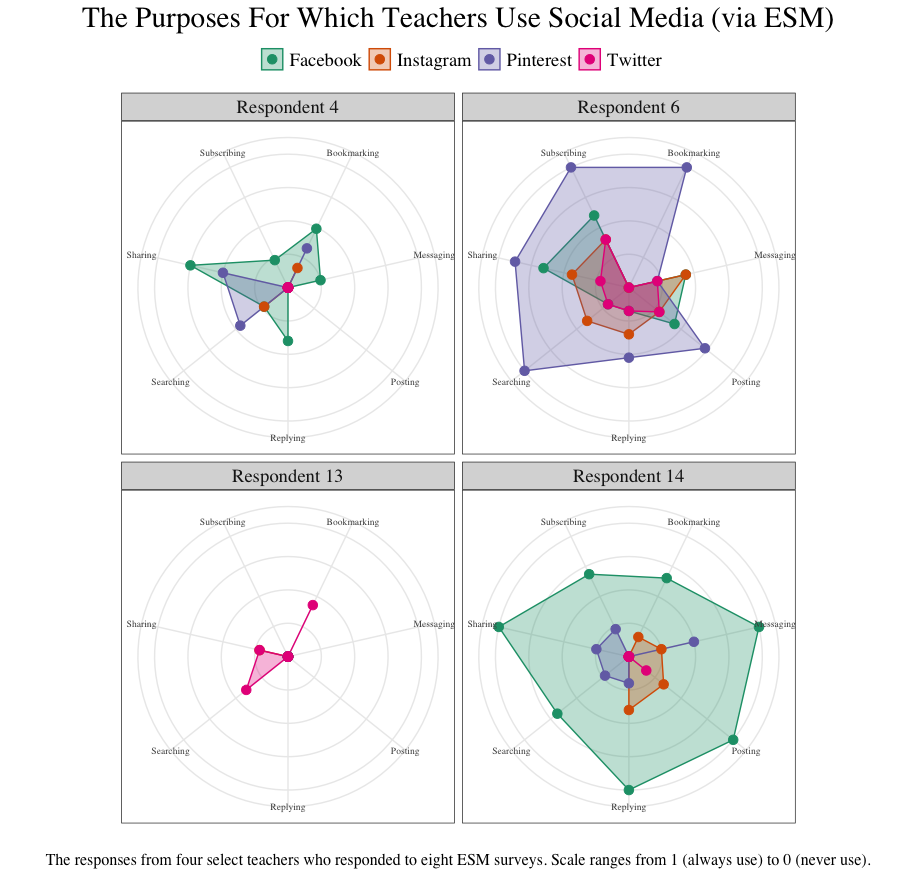 The Purposes For Which Teachers Use Social Media (via ESM)
Facebook Instagram Pinterest Twitter
Respondent 4
Subscribing Bookmarking
Sharing Messaging
Searching Posting
Replying
Respondent 6
Subscribing Bookmarking
Sharing Messaging
Searching Posting
Replying
Respondent 13
Subscribing Bookmarking
Sharing Messaging
Searching Posting
Replying
Respondent 14
Subscribing Bookmarking
Sharing Messaging
Searching Posting
Replying
The responses from four select teachers who responded to eight ESM surveys. Scale ranges from 1 (always use) to 0 (never use).